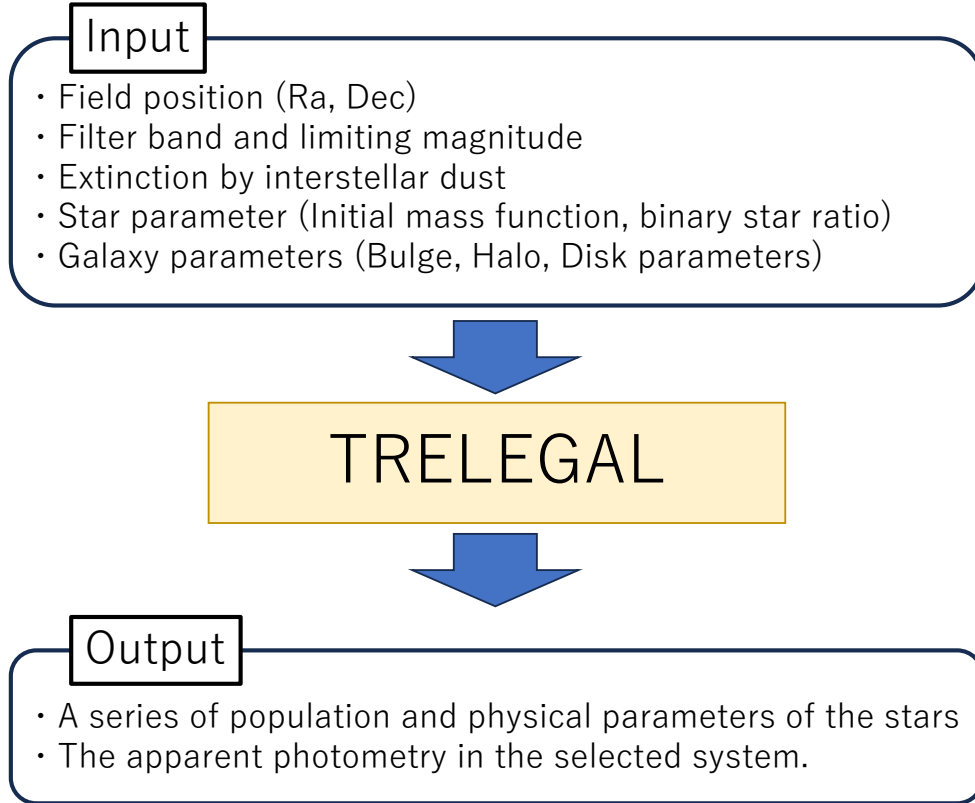 Input
・Field position (Ra, Dec)
・Filter band and limiting magnitude
・Extinction by interstellar dust
・Star parameter (Initial mass function, binary star ratio)
・Galaxy parameters (Bulge, Halo, Disk parameters)
TRELEGAL
Output
・A series of population and physical parameters of the stars
・The apparent photometry in the selected system.